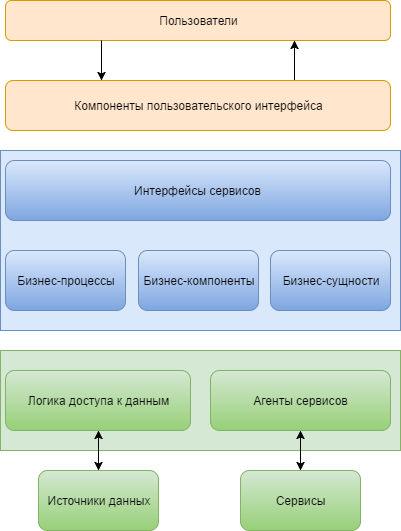 Пользователи
Компоненты пользовательского интерфейса
Интерфейсы сервисов
Бизнес-процессы
Бизнес-компоненты
Бизнес-сущности
Логика доступа к данным
Агенты сервисов
Источники данных
Сервисы